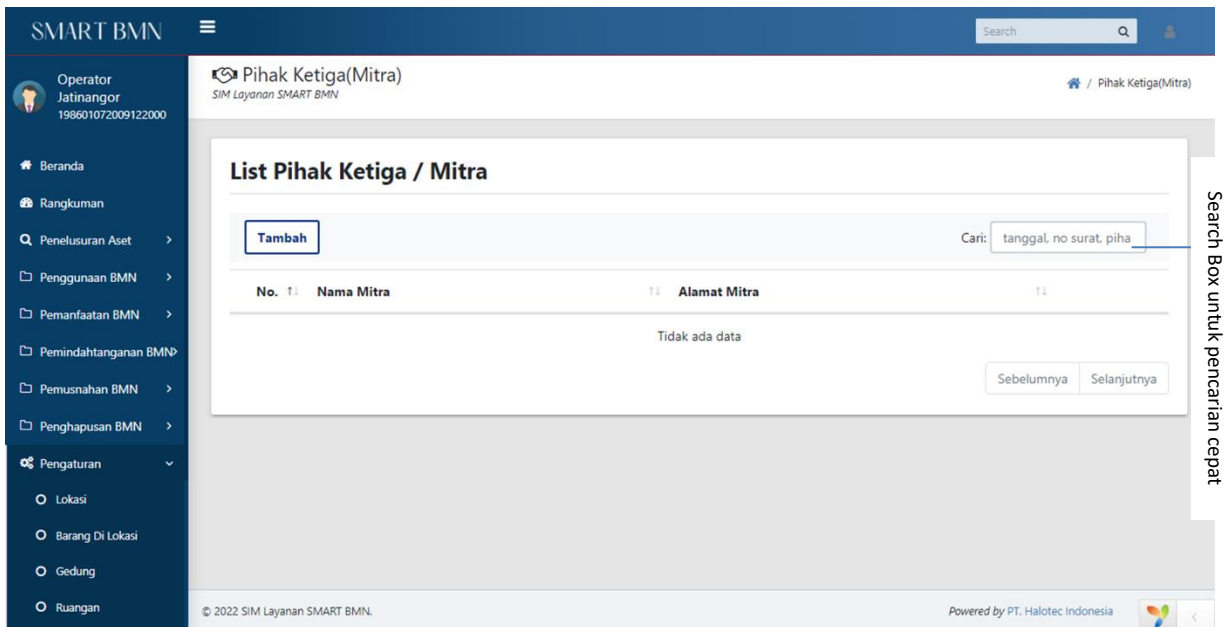 SMART BMN
Search
Operator
Jatinangor
198601072009122000
Pihak Ketiga(Mitra)
SIM Layanan SMART BMN
/ Pihak Ketiga(Mitra)
Beranda
Rangkuman
Penelusuran Aset
Penggunaan BMN
Pemanfaatan BMN
Pemindahtanganan BMN
Pemusnahan BMN
Penghapusan BMN
Pengaturan
Lokasi
Barang Di Lokasi
Gedung
Ruangan
List Pihak Ketiga / Mitra
Tambah
Cari: tanggal, no surat, piha
No. Nama Mitra Alamat Mitra
Tidak ada data
Sebelumnya Selanjutnya
Search Box untuk pencarian cepat
© 2022 SIM Layanan SMART BMN.
Powered by PT. Halotec Indonesia